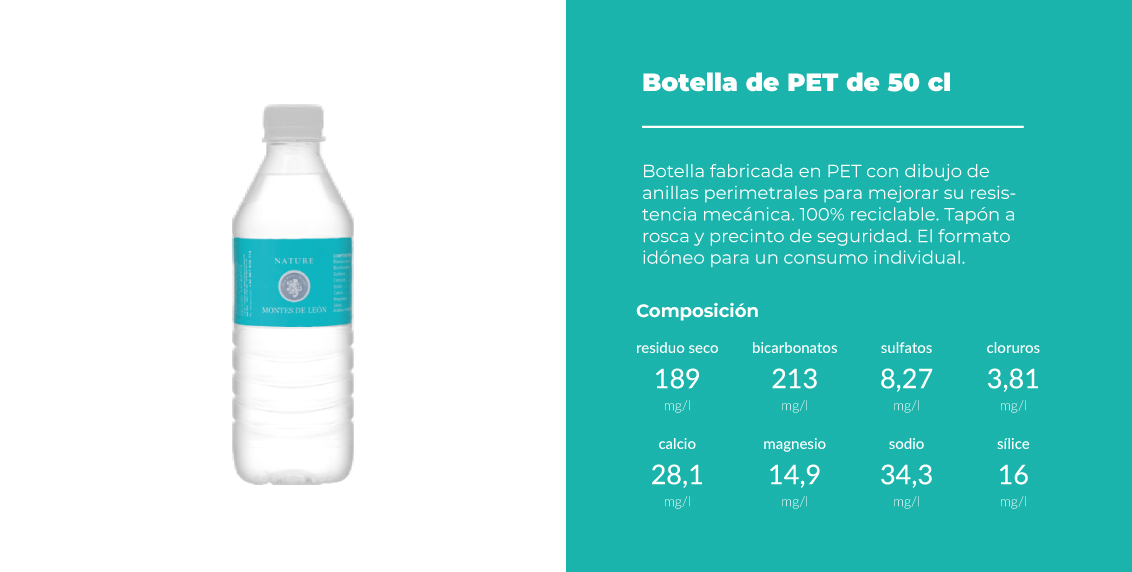 NATURE
MONTES DE LEÓN
Botella de PET de 50 cl
Botella fabricada en PET con dibujo de
anillas perimetrales para mejorar su resis-
tencia mecánica. 100% reciclable. Tapón a
rosca y precinto de seguridad. El formato
idóneo para un consumo individual.
Composición
residuo seco bicarbonatos sulfatos cloruros
189 213 8,27 3,81
mg/l mg/l mg/l mg/l
calcio magnesio sodio sílice
28,1 14,9 34,3 16
mg/l mg/l mg/l mg/l